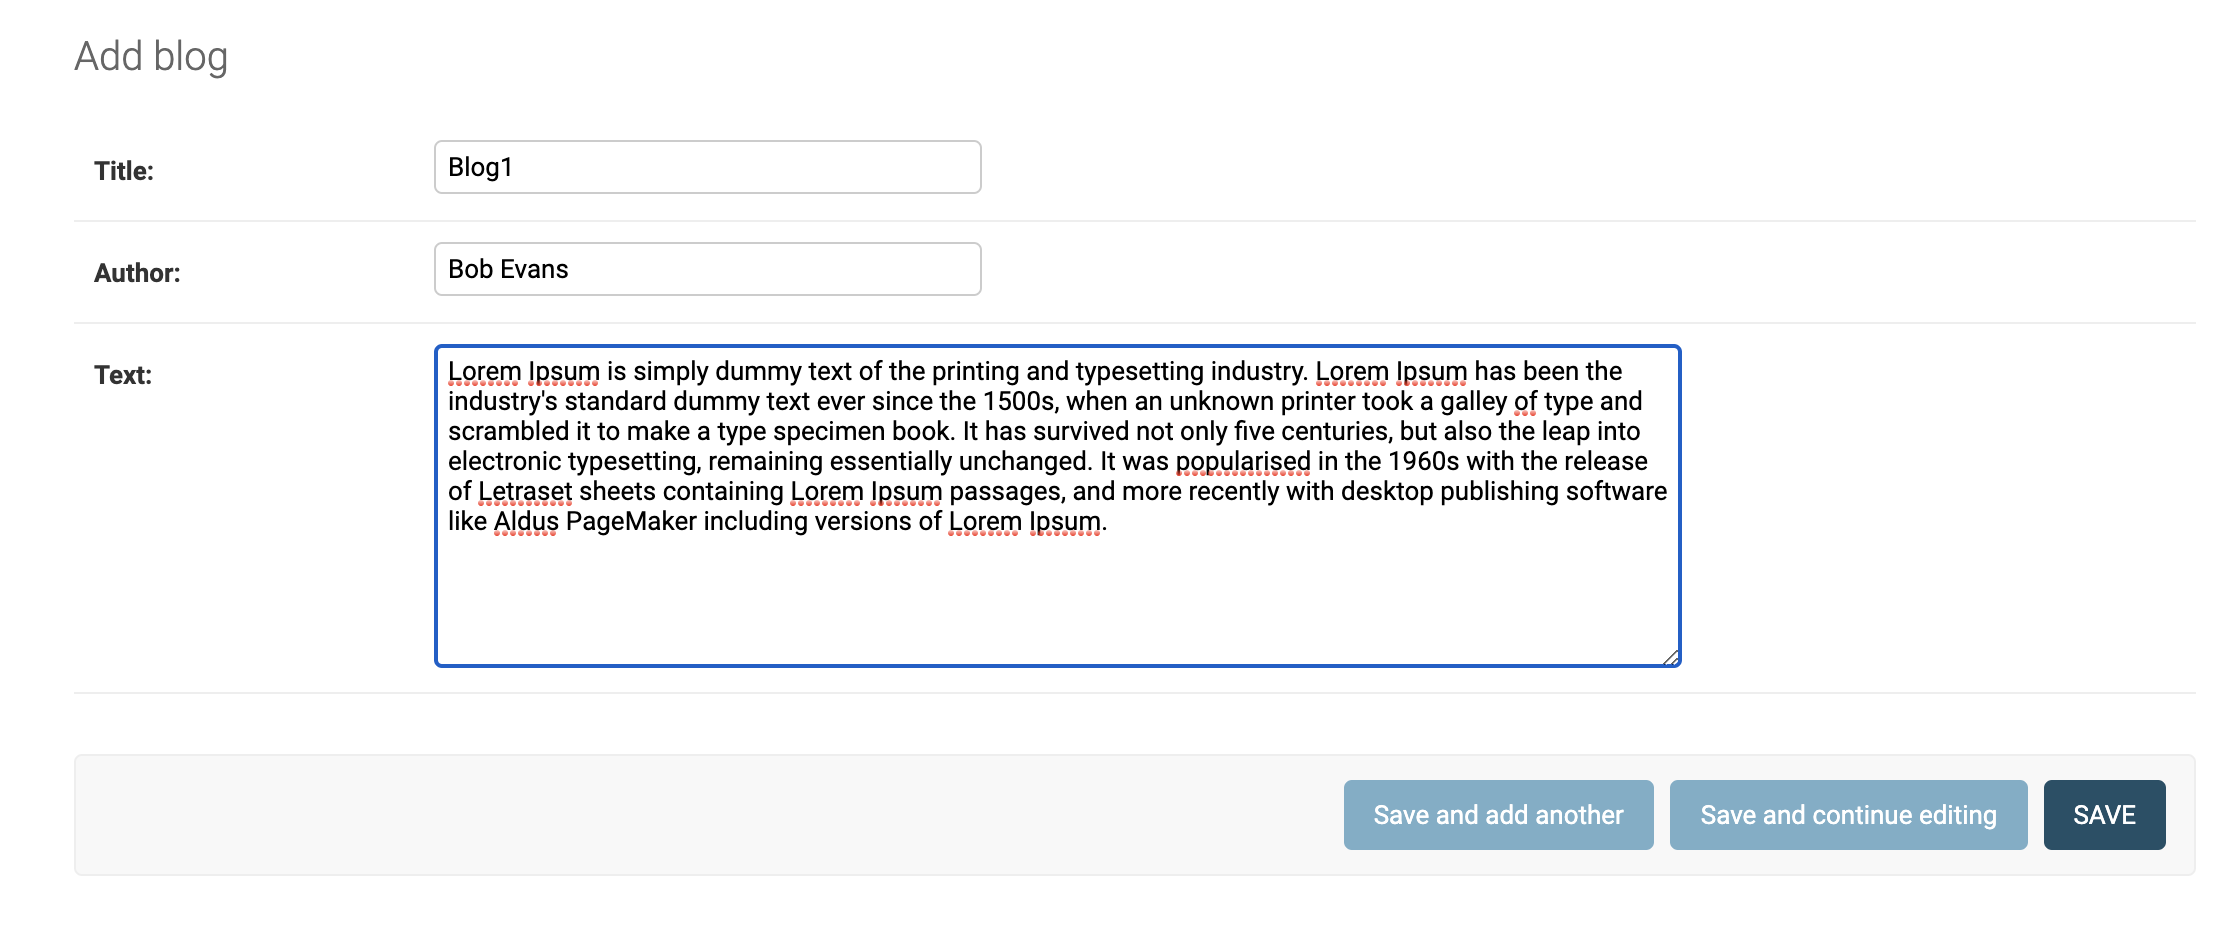 Add blog
Title:
Blog1
Author:
Bob Evans
Text:
Lorem Ipsum is simply dummy text of the printing and typesetting industry. Lorem Ipsum has been the
industry's standard dummy text ever since the 1500s, when an unknown printer took a galley of type and
scrambled it to make a type specimen book. It has survived not only five centuries, but also the leap into
electronic typesetting, remaining essentially unchanged. It was popularised in the 1960s with the release
of Letraset sheets containing Lorem Ipsum passages, and more recently with desktop publishing software
like Aldus PageMaker including versions of Lorem Ipsum.
Save and add another
Save and continue editing
SAVE